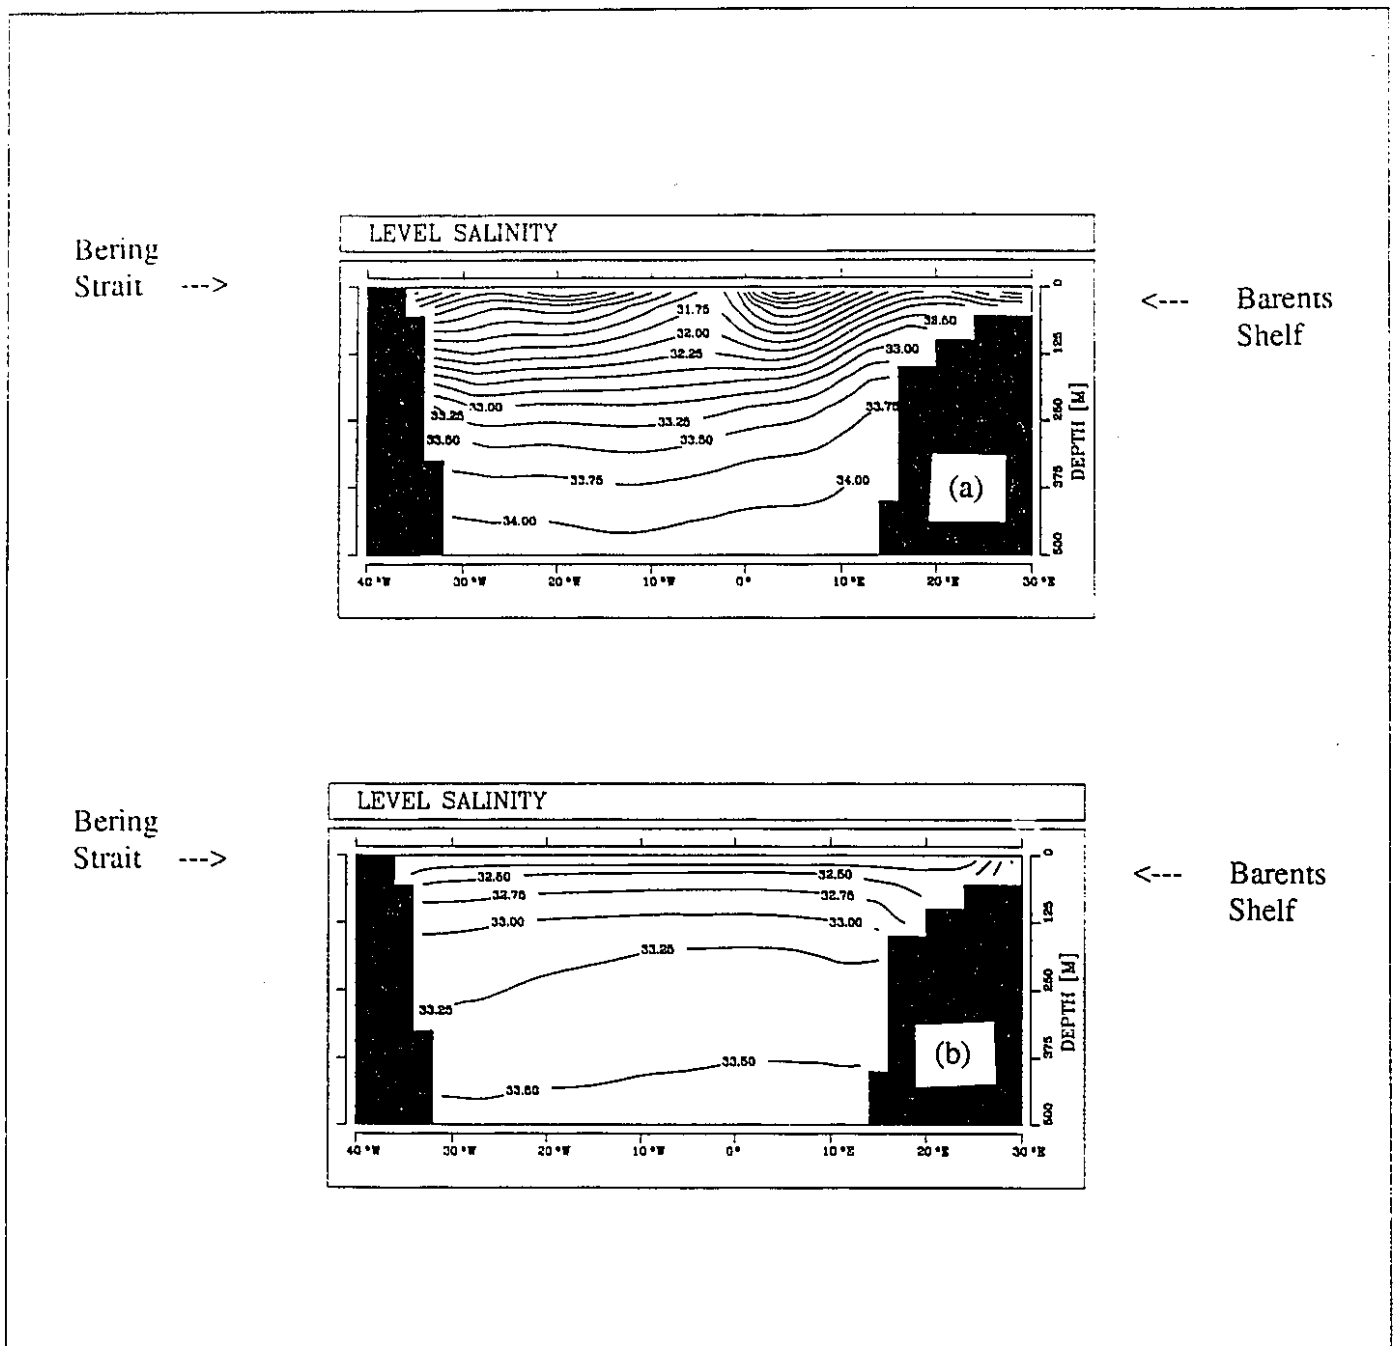 LEVEL SALINITY
Bering
Strait --->
<--- Barents
Shelf
31.75
32.00
32.25
32.50
33.00
33.00
33.25
33.25
33.50
33.50
33.75
33.75
34.00
34.00
(a)
0
125
250
375
500
DEPTH [M]
40°W 30°W 20°W 10°W 0° 10°E 20°E 30°E
LEVEL SALINITY
Bering
Strait --->
<--- Barents
Shelf
32.50 32.50
32.75 32.75
33.00 33.00
33.25
33.25
33.50
33.50
(b)
0
125
250
375
500
DEPTH [M]
40°W 30°W 20°W 10°W 0° 10°E 20°E 30°E